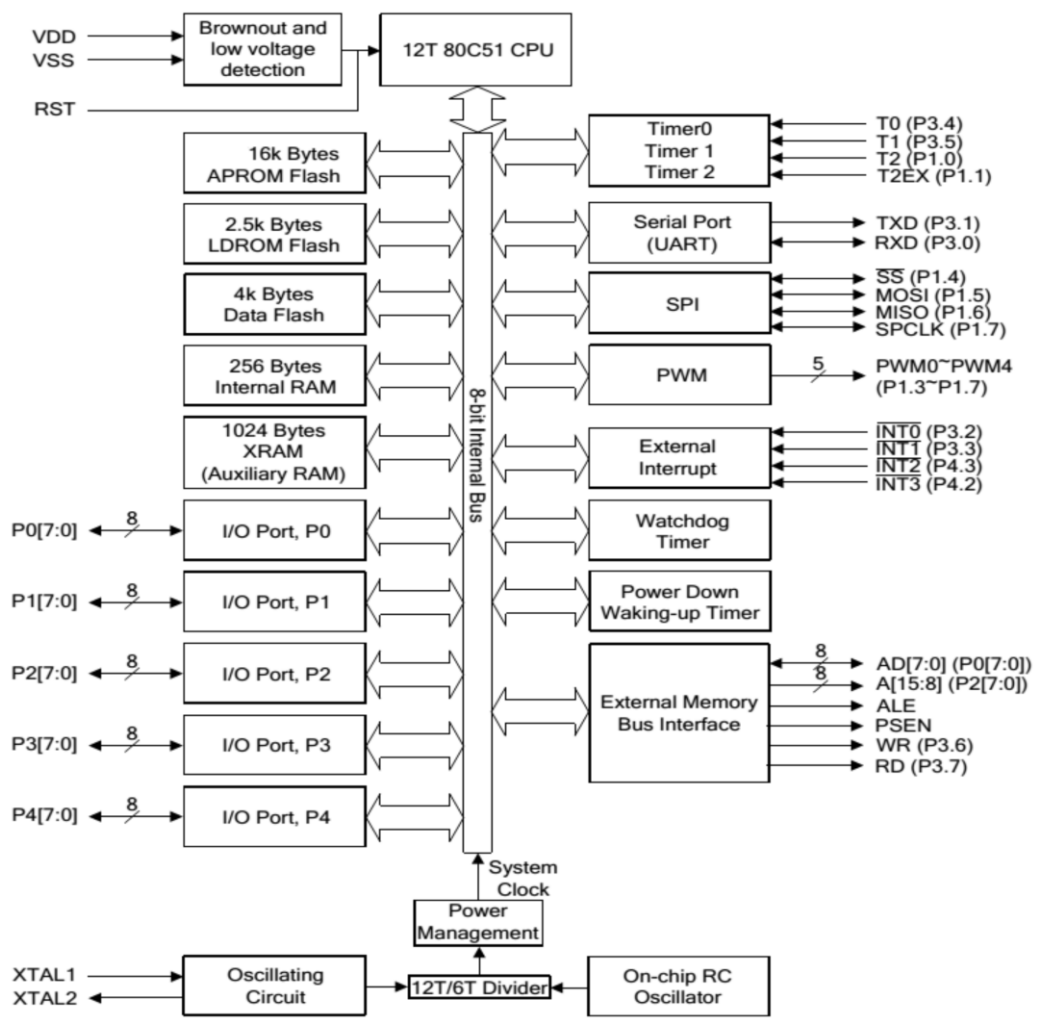 VDD
VSS
RST
Brownout and
low voltage
detection
12T 80C51 CPU
16k Bytes
APROM Flash
2.5k Bytes
LDROM Flash
4k Bytes
Data Flash
256 Bytes
Internal RAM
1024 Bytes
XRAM
(Auxiliary RAM)
P0[7:0]
8
I/O Port, P0
P1[7:0]
8
I/O Port, P1
P2[7:0]
8
I/O Port, P2
P3[7:0]
8
I/O Port, P3
P4[7:0]
8
I/O Port, P4
8-bit Internal Bus
Timer0
Timer 1
Timer 2
T0 (P3.4)
T1 (P3.5)
T2 (P1.0)
T2EX (P1.1)
Serial Port
(UART)
TXD (P3.1)
RXD (P3.0)
SPI
SS (P1.4)
MOSI (P1.5)
MISO (P1.6)
SPCLK (P1.7)
PWM
5
PWM0~PWM4
(P1.3~P1.7)
External
Interrupt
INT0 (P3.2)
INT1 (P3.3)
INT2 (P4.3)
INT3 (P4.2)
Watchdog
Timer
Power Down
Waking-up Timer
External Memory
Bus Interface
8
AD[7:0] (P0[7:0])
8
A[15:8] (P2[7:0])
ALE
PSEN
WR (P3.6)
RD (P3.7)
System
Clock
Power
Management
XTAL1
XTAL2
Oscillating
Circuit
12T/6T Divider
On-chip RC
Oscillator